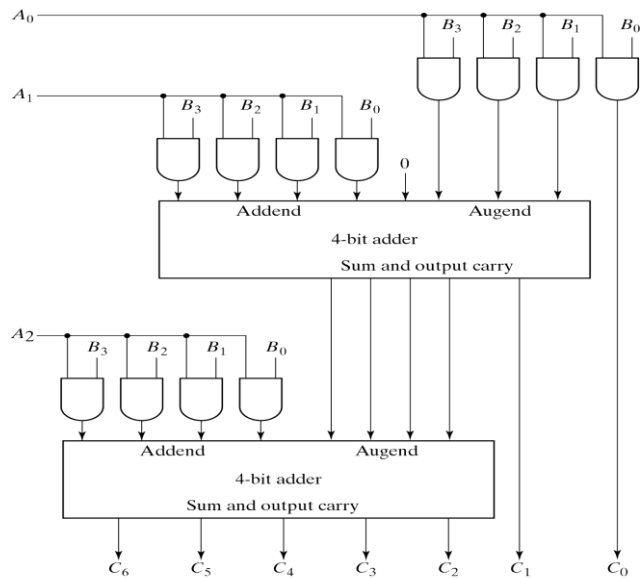 A₀
B₃ B₂ B₁ B₀
A₁
B₃ B₂ B₁ B₀
0
Addend Augend
4-bit adder
Sum and output carry
A2
B₃ B₂ B₁ B₀
Addend Augend
4-bit adder
Sum and output carry
C₆ C₅ C₄ C₃ C₂ C₁ C₀